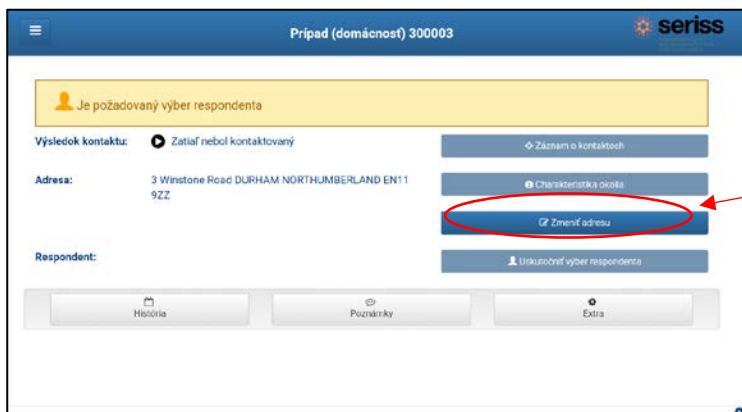 Prípad (domácnosť) 300003
seriss
Je požadovaný výber respondenta
Výsledok kontaktu: Zatiaľ nebol kontaktovaný
Záznam o kontaktoch
Adresa: 3 Winstone Road DURHAM NORTHUMBERLAND EN11
9ZZ
Charakteristika okolia
Zmeniť adresu
Respondent:
Uskutočniť výber respondenta
História
Poznámky
Extra